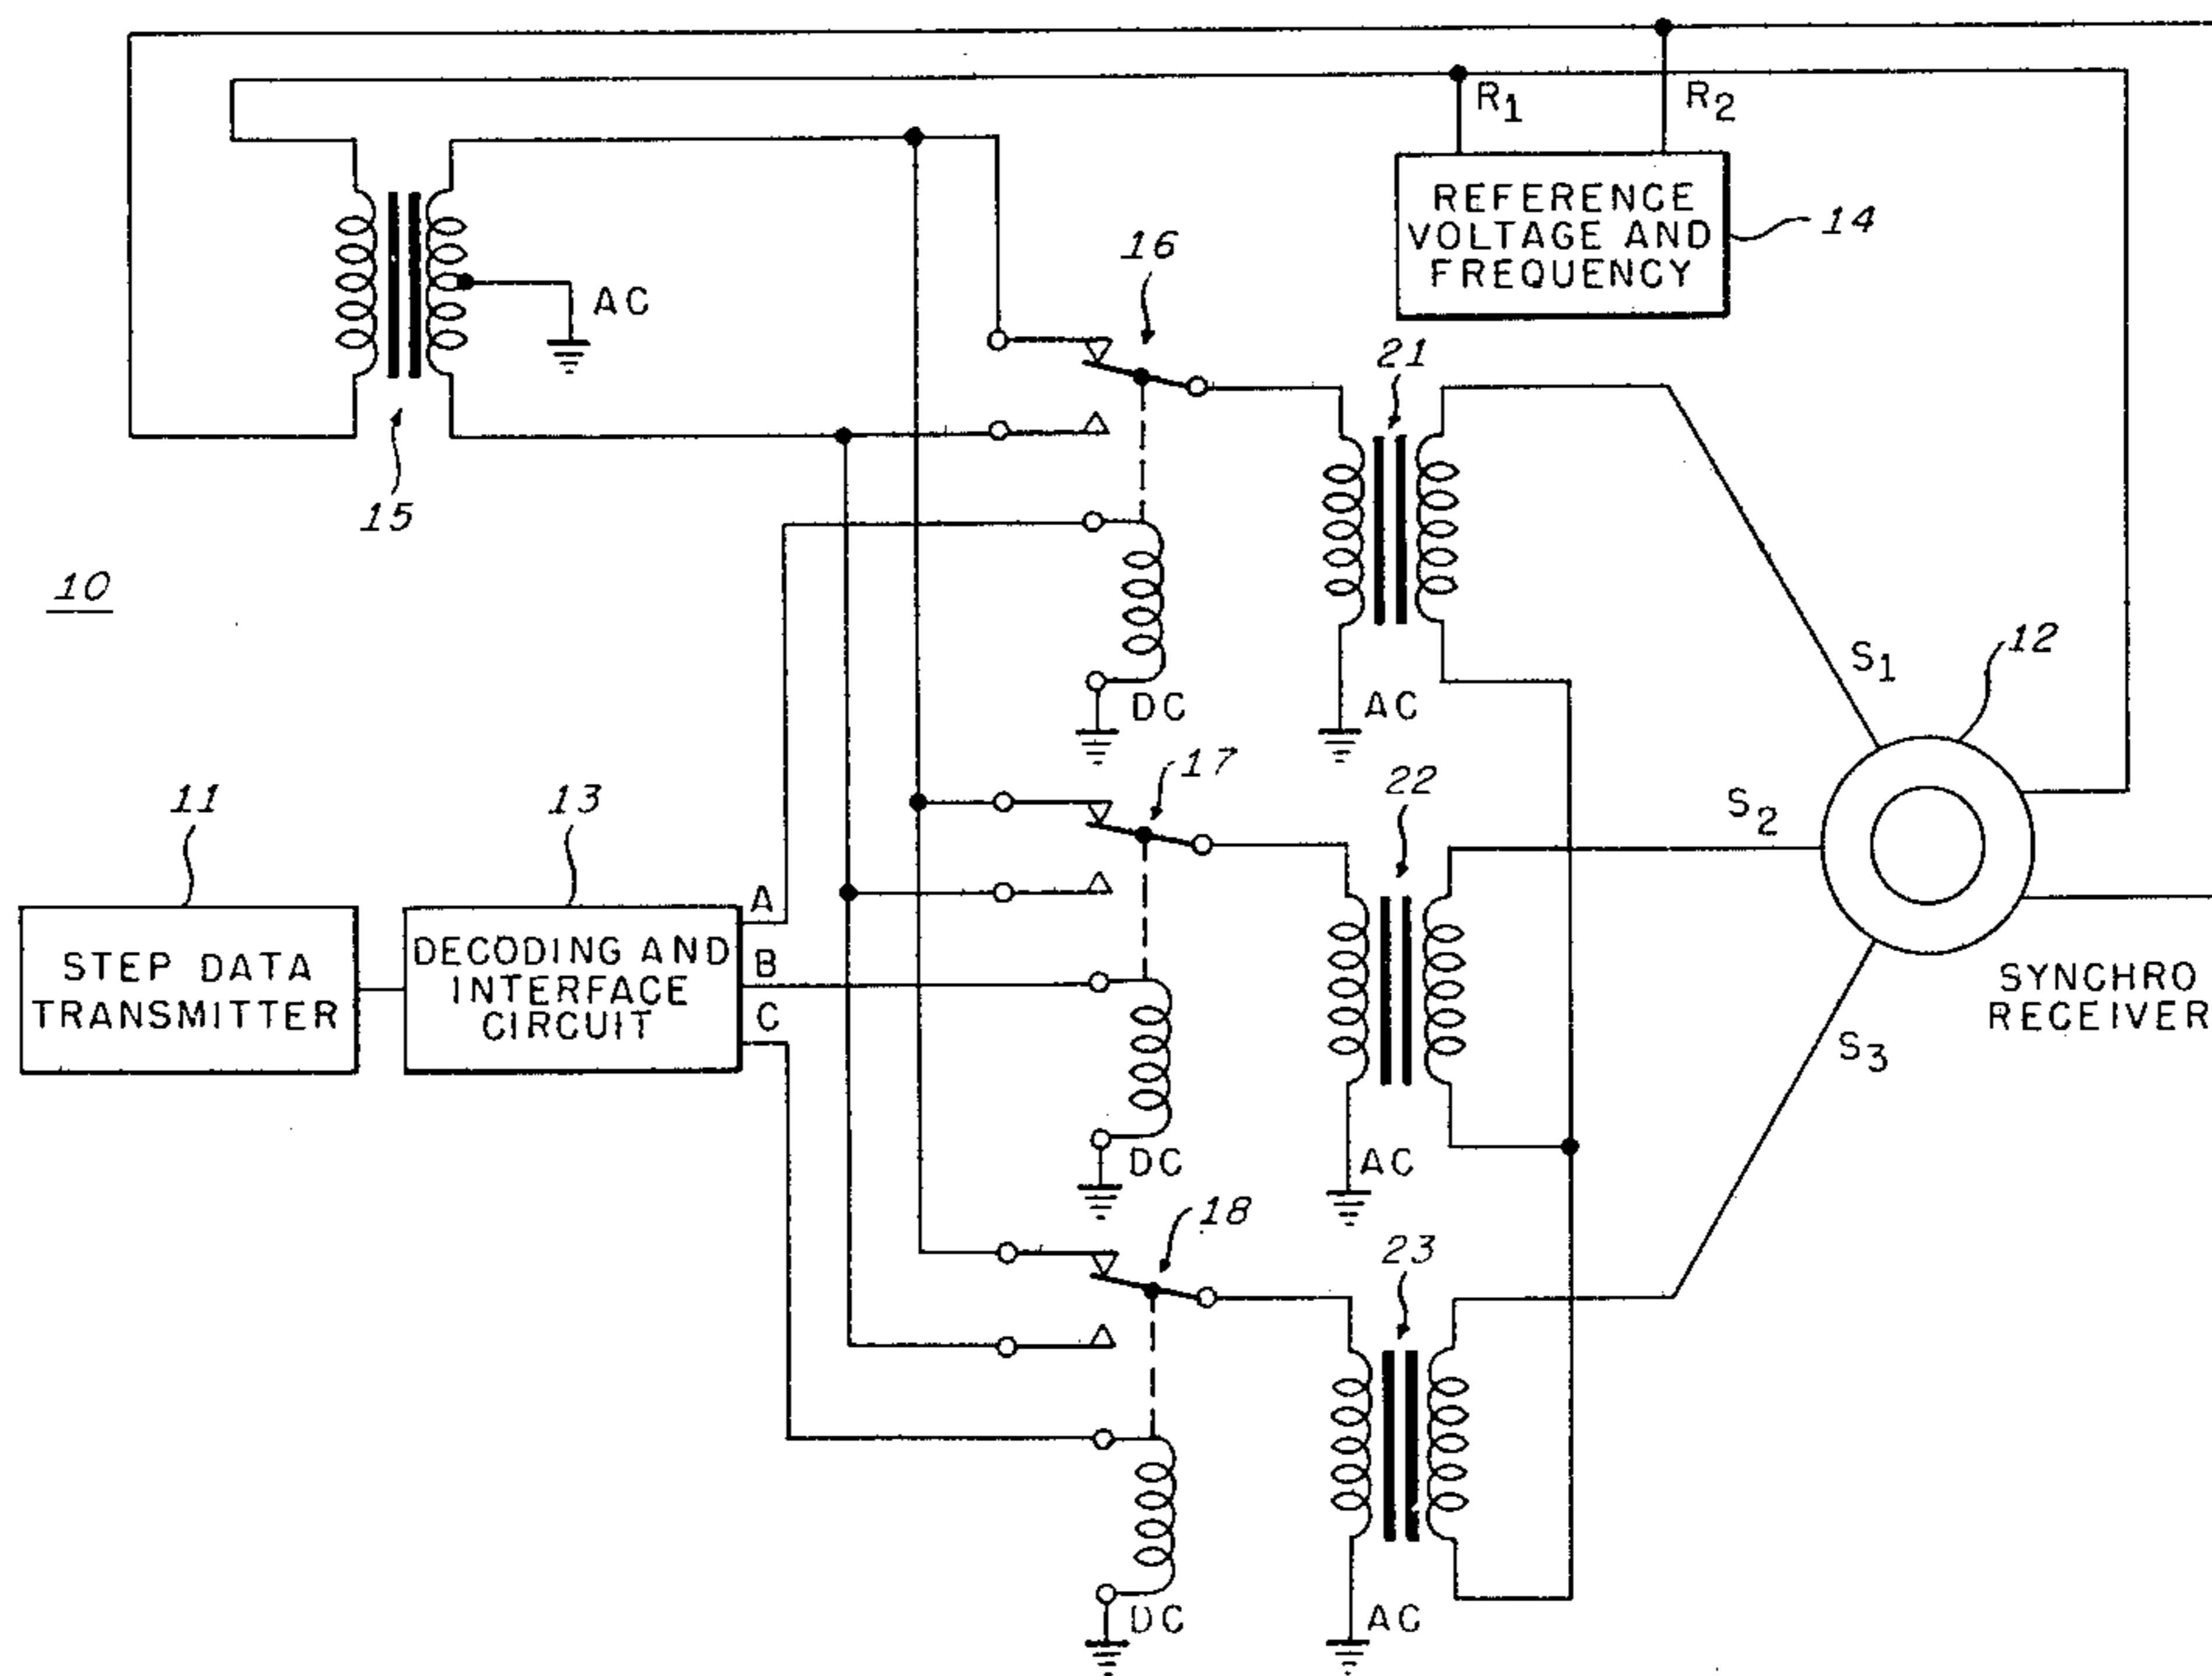 R1
R2
REFERENCE
VOLTAGE AND
FREQUENCY
14
AC
16
21
15
10
S1
12
DC
AC
17
22
11
13
S2
A
STEP DATA
TRANSMITTER
DECODING AND
INTERFACE
CIRCUIT
B
C
SYNCHRO
RECEIVER
S3
DC
AC
18
23
DC
AC